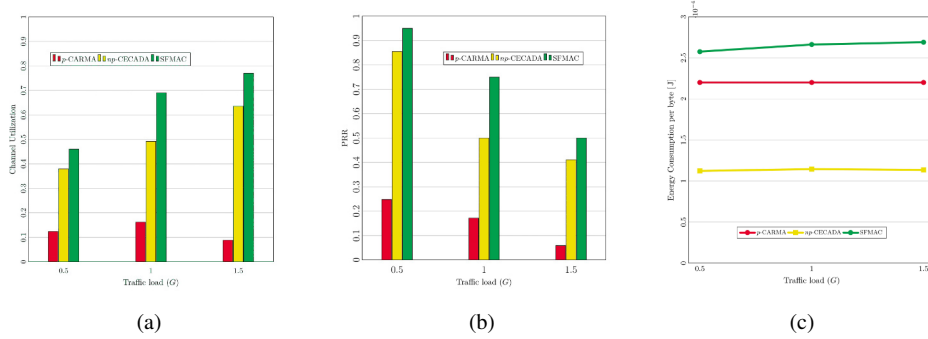 1
0.9
0.8
0.7
0.6
0.5
0.4
0.3
0.2
0.1
0
Channel Utilization
p-CARMA np-CECADA SFMAC
0.5 1 1.5
Traffic load (G)
(a)
1
0.9
0.8
0.7
0.6
0.5
0.4
0.3
0.2
0.1
0
PRR
p-CARMA np-CECADA SFMAC
0.5 1 1.5
Traffic load (G)
(b)
3
2.5
2
1.5
1
0.5
0
Energy Consumption per byte [J]
p-CARMA np-CECADA SFMAC
0.5 1 1.5
Traffic load (G)
(c)